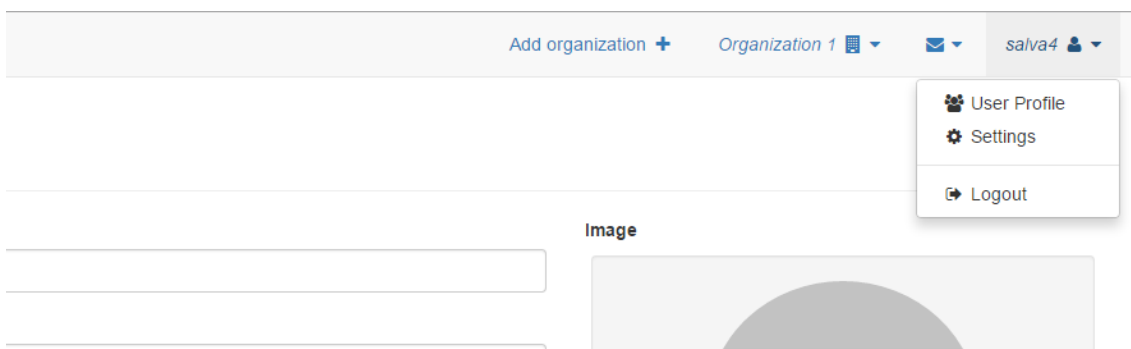 Add organization Organization 1 salva4
User Profile
Settings
Logout
Image